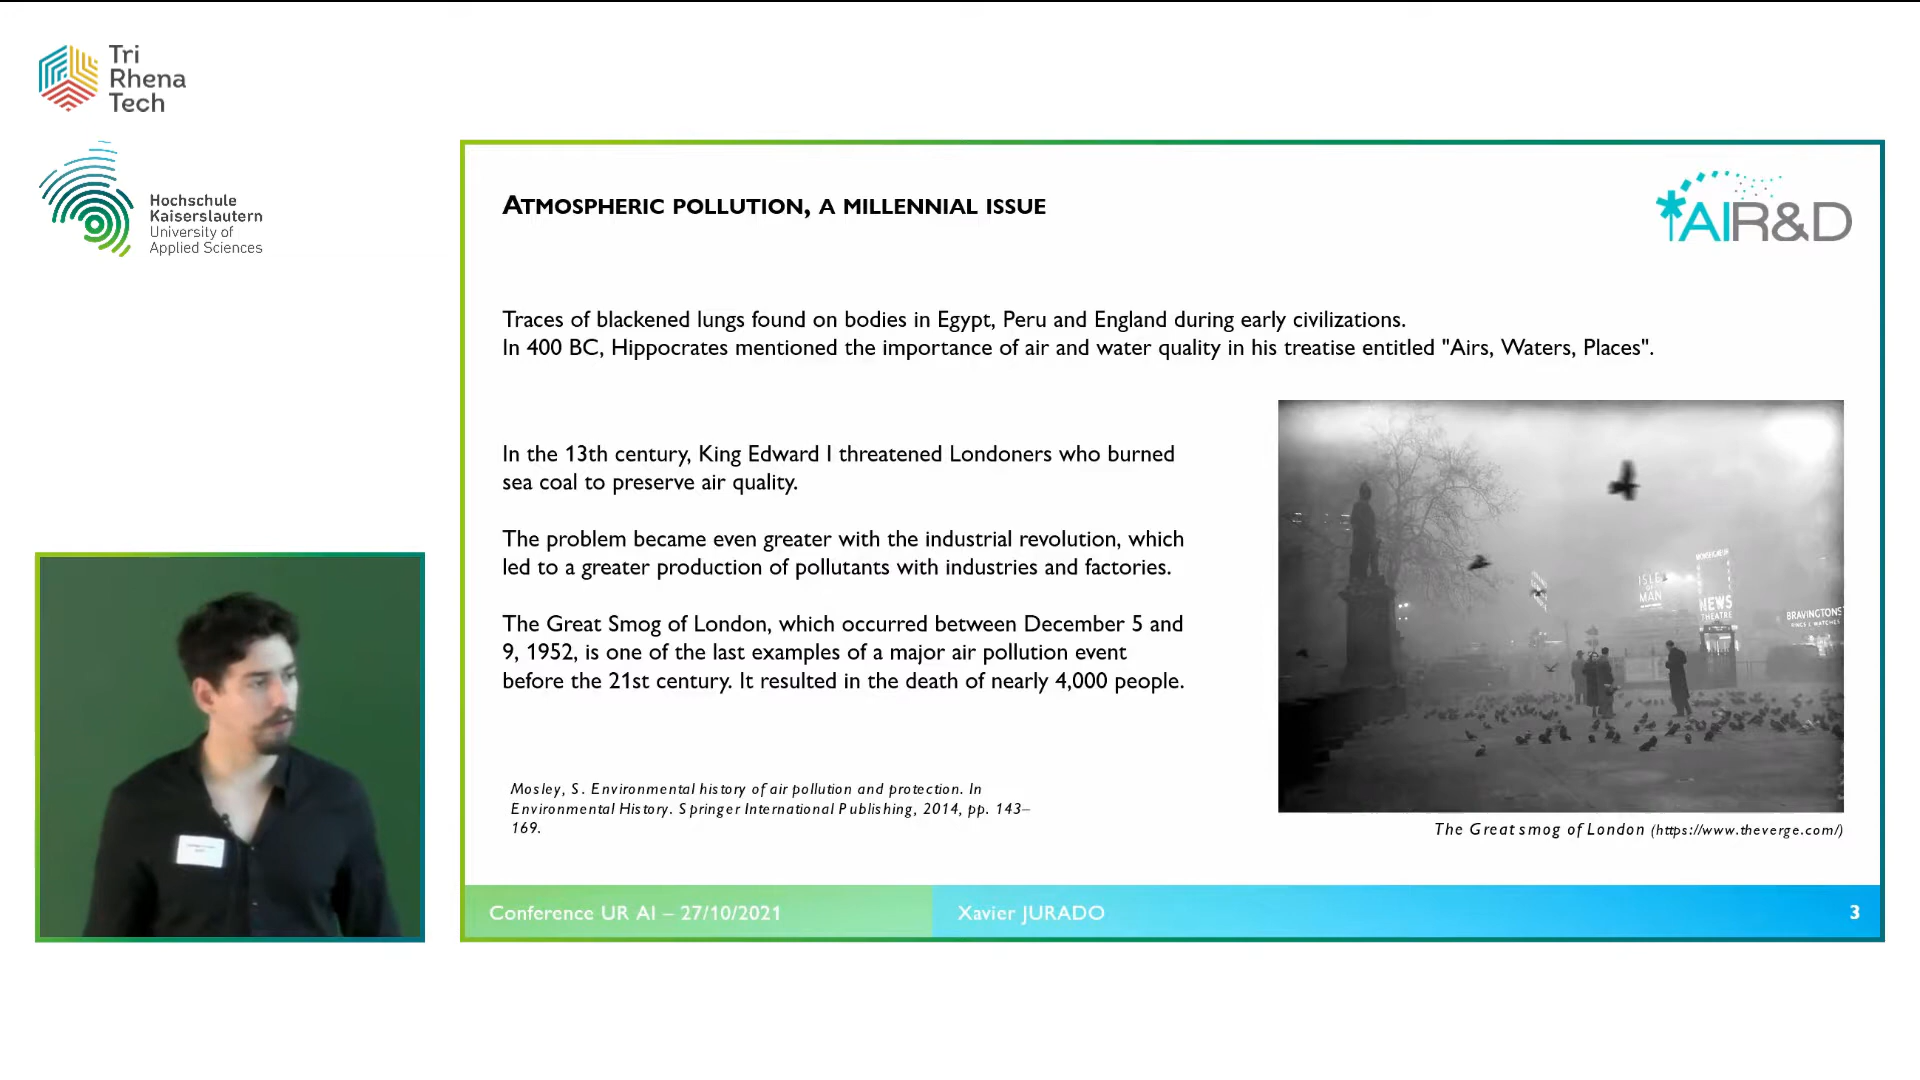 Tri
Rhena
Tech
Hochschule
Kaiserslautern
University of
Applied Sciences
ATMOSPHERIC POLLUTION, A MILLENNIAL ISSUE
AIR&D
Traces of blackened lungs found on bodies in Egypt, Peru and England during early civilizations.
In 400 BC, Hippocrates mentioned the importance of air and water quality in his treatise entitled "Airs, Waters, Places".
In the 13th century, King Edward I threatened Londoners who burned
sea coal to preserve air quality.
The problem became even greater with the industrial revolution, which
led to a greater production of pollutants with industries and factories.
The Great Smog of London, which occurred between December 5 and
9, 1952, is one of the last examples of a major air pollution event
before the 21st century. It resulted in the death of nearly 4,000 people.
ISLE
OF
MAN
NEWS
THEATRE
BRAVINGTONS
RINGS & WATCHES
Mosley, S. Environmental history of air pollution and protection. In
Environmental History. Springer International Publishing, 2014, pp. 143–
169.
The Great smog of London (https://www.theverge.com/)
Conference UR AI – 27/10/2021
Xavier JURADO
3